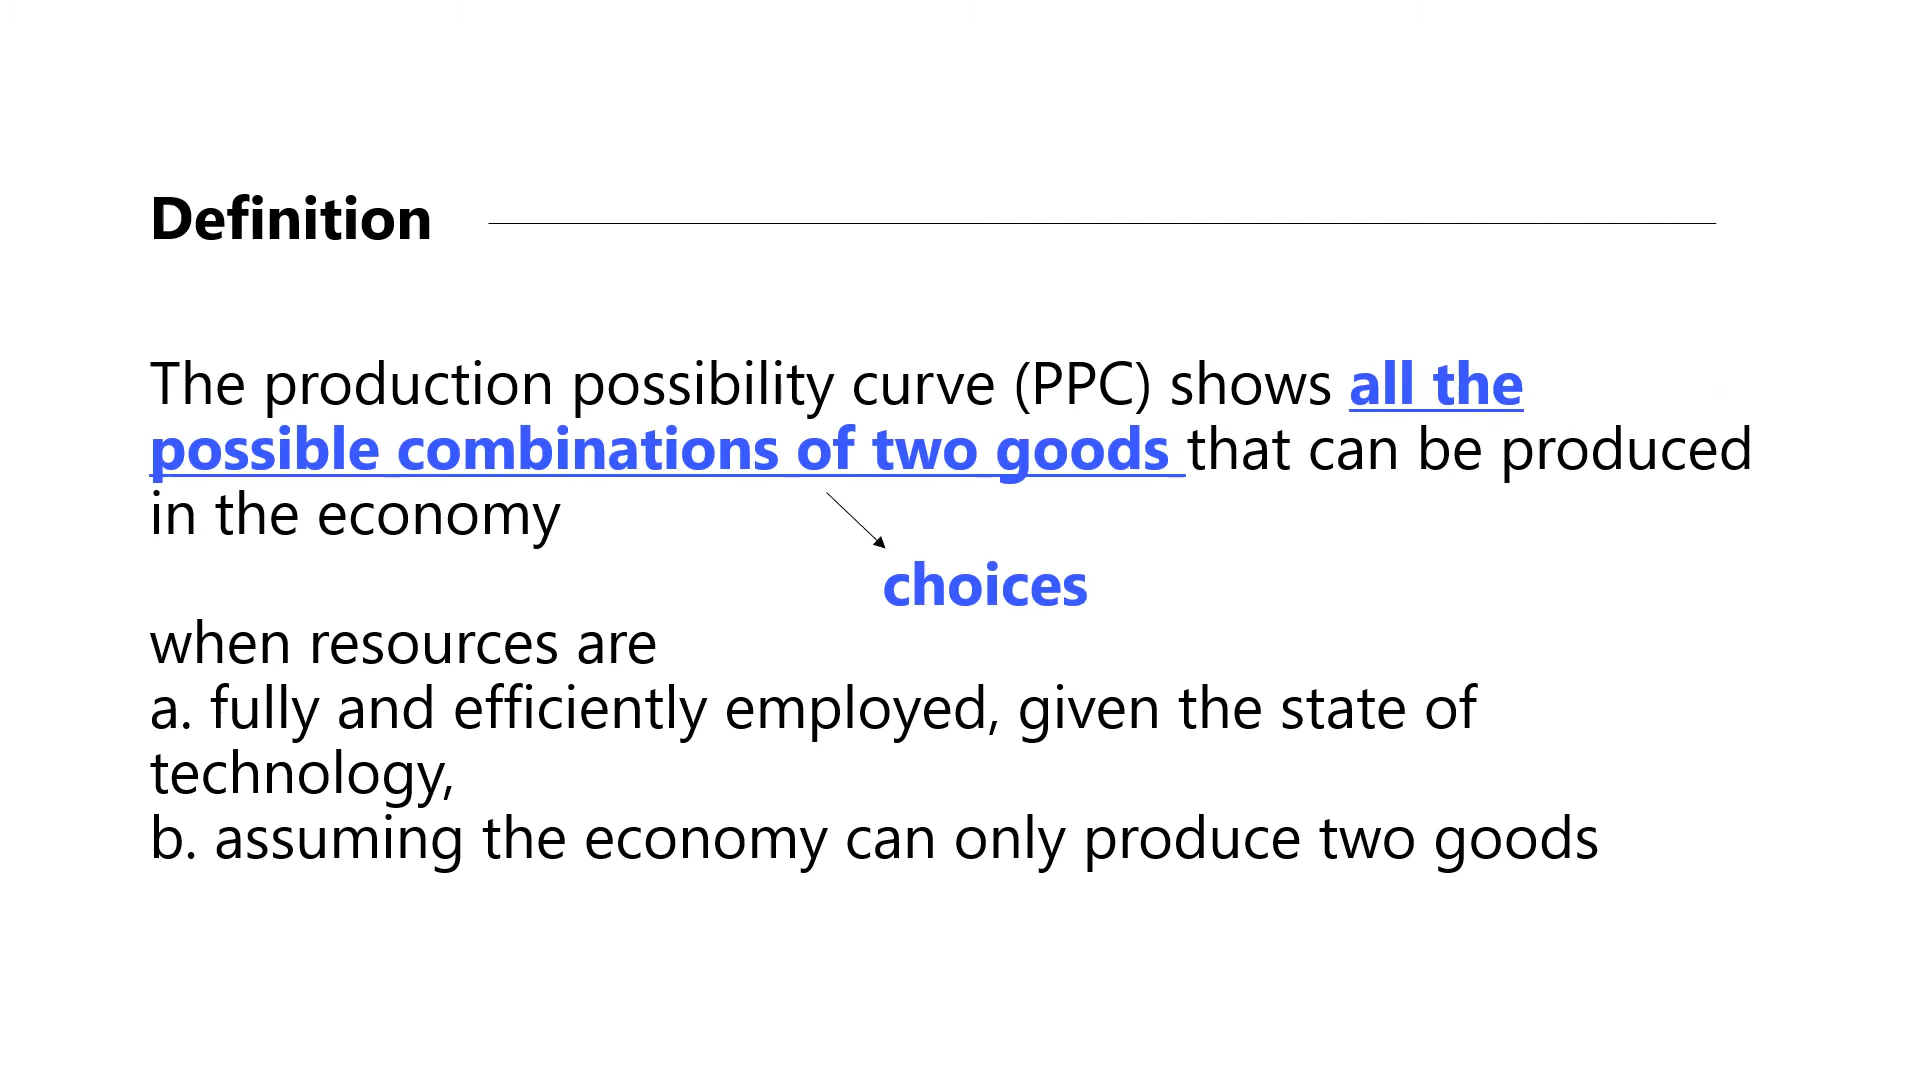 Definition
The production possibility curve (PPC) shows all the
possible combinations of two goods that can be produced
in the economy
choices
when resources are
a. fully and efficiently employed, given the state of
technology,
b. assuming the economy can only produce two goods